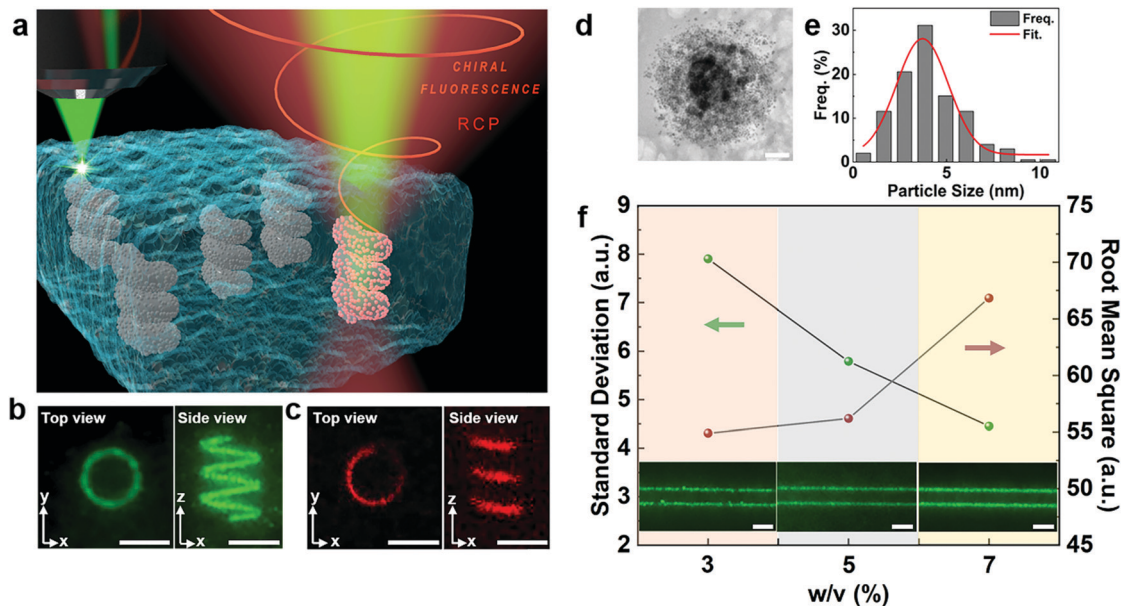 a
CHIRAL
FLUORESCENCE
RCP
b
Top view
Side view
y
x
z
x
c
Top view
Side view
y
x
z
x
d
e
Freq.
Fit.
Freq. (%)
30
20
10
0
0
5
10
Particle Size (nm)
f
Standard Deviation (a.u.)
9
8
7
6
5
4
3
2
Root Mean Square (a.u.)
75
70
65
60
55
50
45
3
5
7
w/v (%)